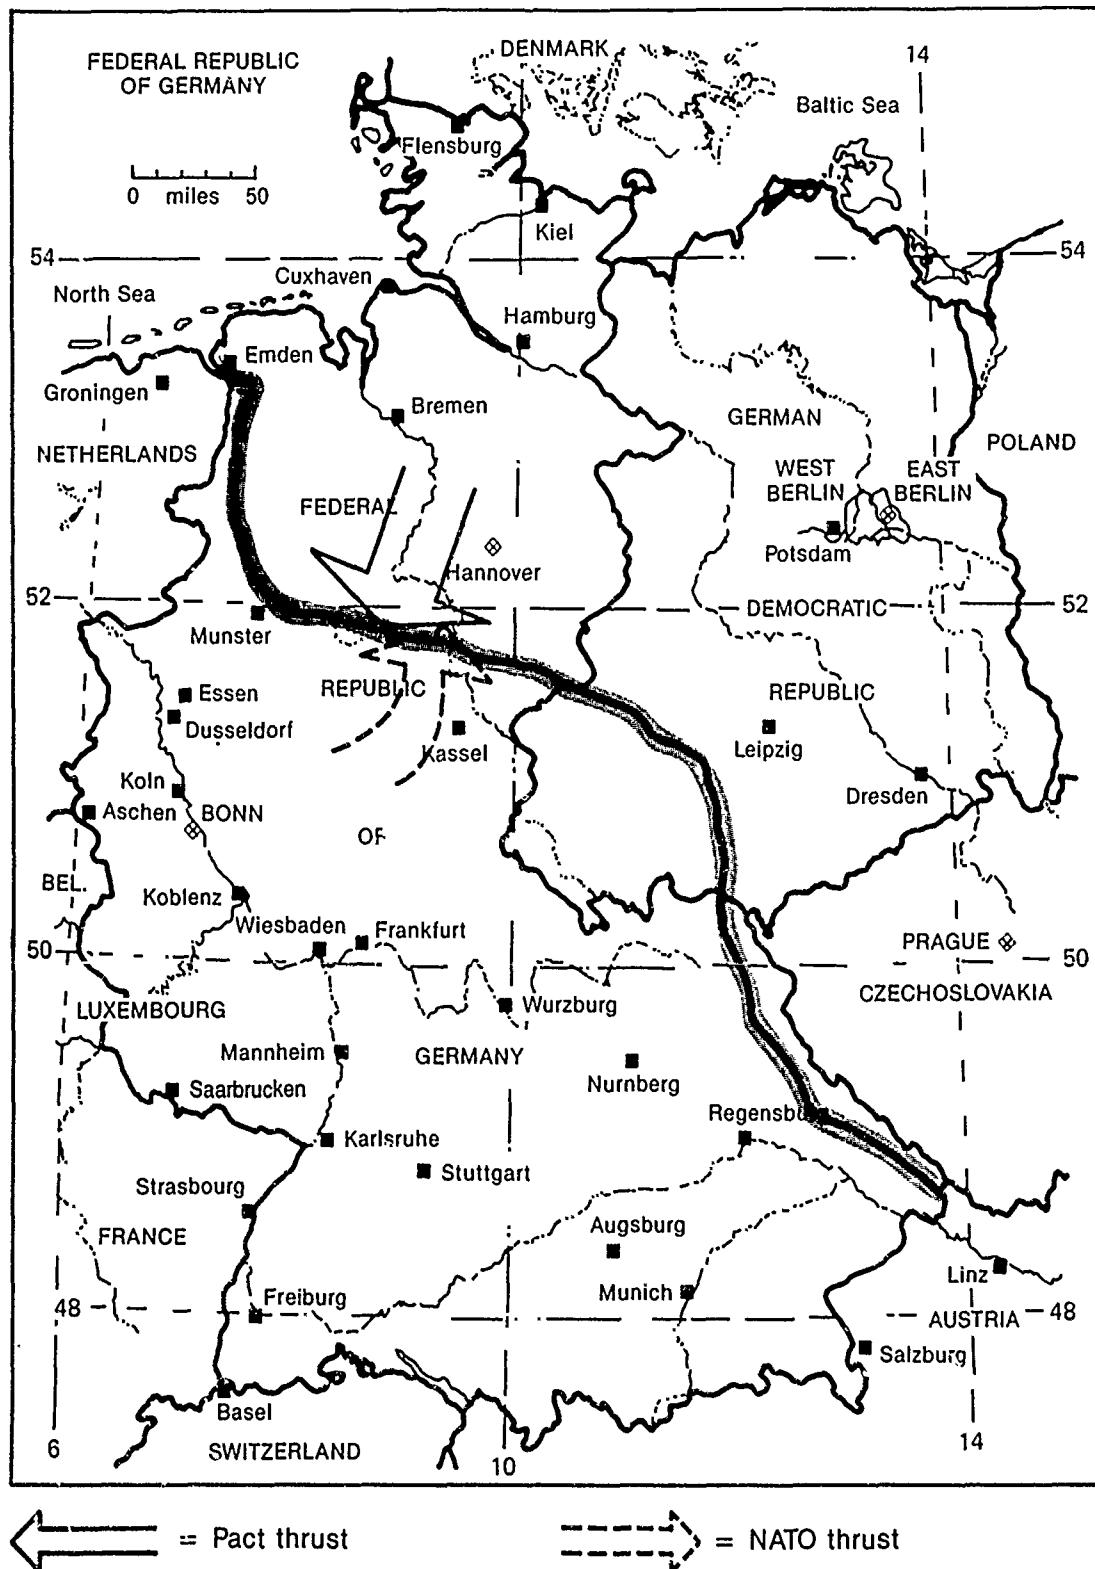 FEDERAL REPUBLIC
OF GERMANY
0 miles 50
DENMARK
14
Baltic Sea
Flensburg
Kiel
54
54
Cuxhaven
North Sea
Hamburg
Emden
Groningen
Bremen
GERMAN
POLAND
NETHERLANDS
WEST
BERLIN
EAST
BERLIN
FEDERAL
Potsdam
Hannover
52
DEMOCRATIC
52
Munster
REPUBLIC
REPUBLIC
Essen
Dusseldorf
Kassel
Leipzig
Koln
Dresden
Aschen
BONN
OF
BEL.
Koblenz
Wiesbaden
Frankfurt
PRAGUE
50
50
CZECHOSLOVAKIA
LUXEMBOURG
Wurzburg
Mannheim
GERMANY
Nurnberg
Saarbrucken
Regensburg
Karlsruhe
Stuttgart
Strasbourg
FRANCE
Augsburg
Linz
Munich
Freiburg
48
AUSTRIA
48
Salzburg
Basel
SWITZERLAND
6
10
14
= Pact thrust
= NATO thrust